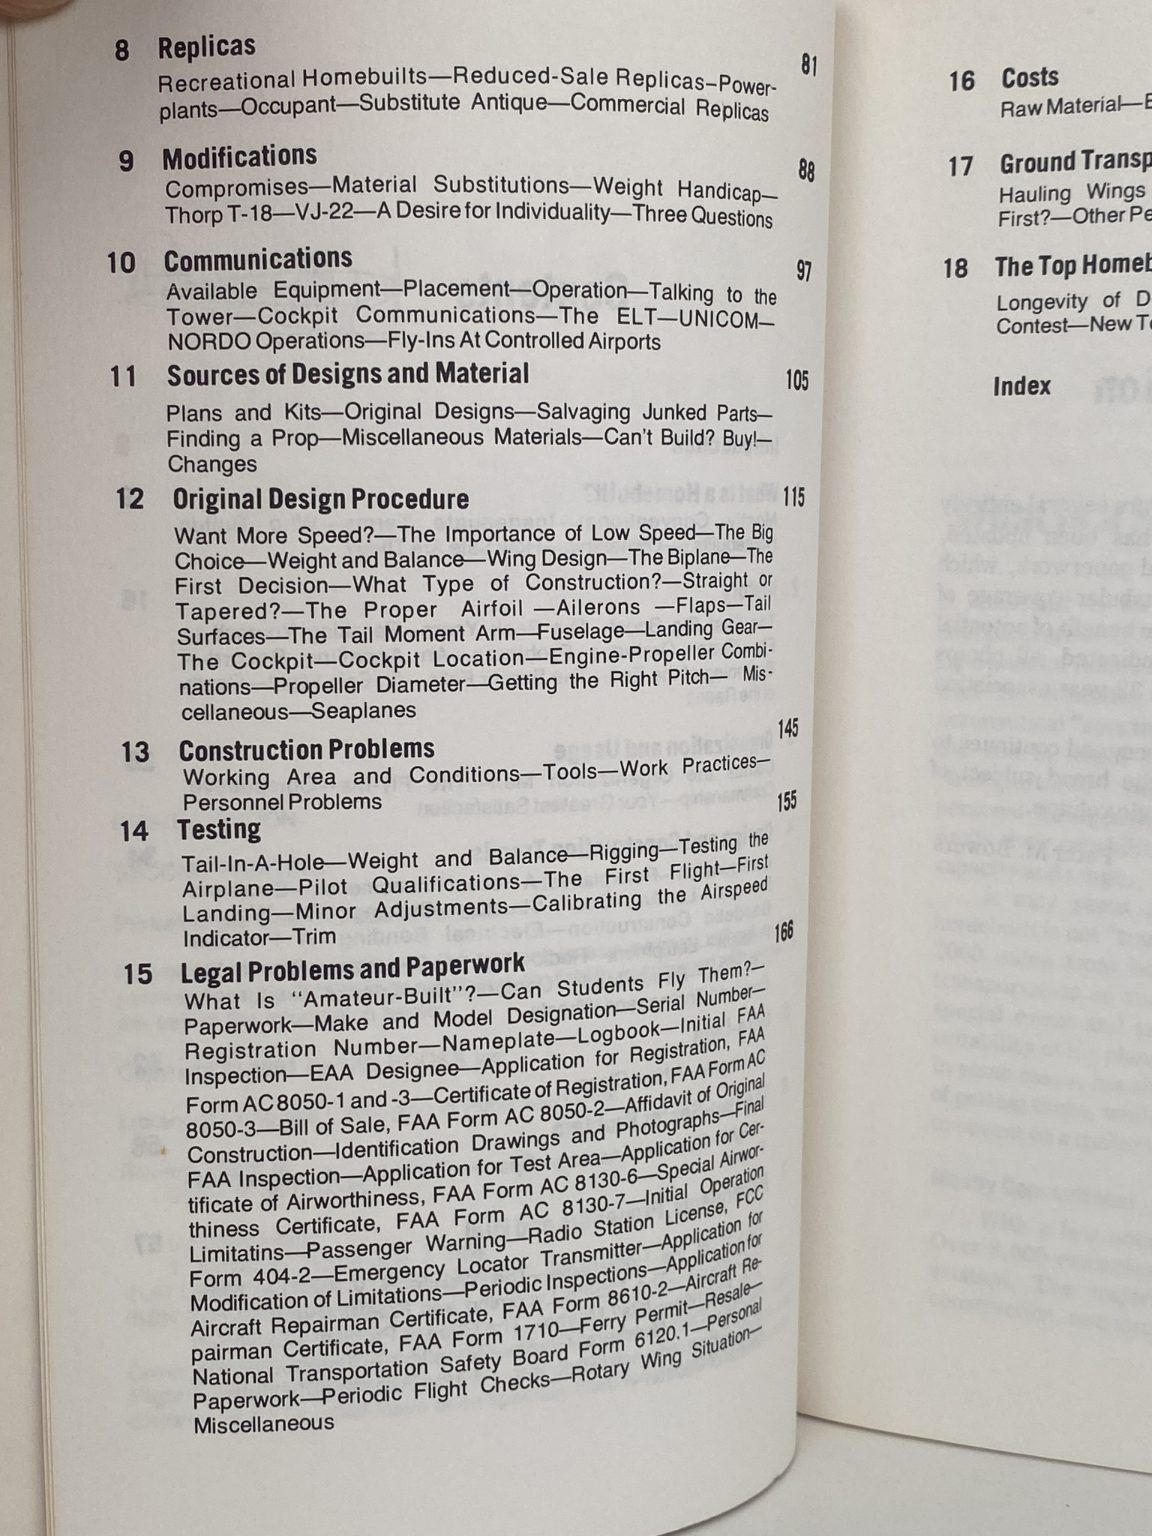 8 Replicas 81
Recreational Homebuilts—Reduced-Sale Replicas–Power-
plants—Occupant—Substitute Antique—Commercial Replicas
9 Modifications 88
Compromises—Material Substitutions—Weight Handicap—
Thorp T-18—VJ-22—A Desire for Individuality—Three Questions
10 Communications 97
Available Equipment—Placement—Operation—Talking to the
Tower—Cockpit Communications—The ELT—UNICOM—
NORDO Operations—Fly-Ins At Controlled Airports
11 Sources of Designs and Material 105
Plans and Kits—Original Designs—Salvaging Junked Parts—
Finding a Prop—Miscellaneous Materials—Can't Build? Buy!—
Changes
12 Original Design Procedure 115
Want More Speed?—The Importance of Low Speed—The Big
Choice—Weight and Balance—Wing Design—The Biplane—The
First Decision—What Type of Construction?—Straight or
Tapered?—The Proper Airfoil —Ailerons —Flaps—Tail
Surfaces—The Tail Moment Arm—Fuselage—Landing Gear—
The Cockpit—Cockpit Location—Engine-Propeller Combi-
nations—Propeller Diameter—Getting the Right Pitch— Mis-
cellaneous—Seaplanes
13 Construction Problems 145
Working Area and Conditions—Tools—Work Practices—
Personnel Problems
14 Testing 155
Tail-In-A-Hole—Weight and Balance—Rigging—Testing the
Airplane—Pilot Qualifications—The First Flight—First
Landing—Minor Adjustments—Calibrating the Airspeed
Indicator—Trim
15 Legal Problems and Paperwork 166
What Is "Amateur-Built"?—Can Students Fly Them?—
Paperwork—Make and Model Designation—Serial Number—
Registration Number—Nameplate—Logbook—Initial FAA
Inspection—EAA Designee—Application for Registration, FAA
Form AC 8050-1 and -3—Certificate of Registration, FAA Form AC
8050-3—Bill of Sale, FAA Form AC 8050-2—Affidavit of Original
Construction—Identification Drawings and Photographs—Final
FAA Inspection—Application for Test Area—Application for Cer-
tificate of Airworthiness, FAA Form AC 8130-6—Special Airwor-
thiness Certificate, FAA Form AC 8130-7—Initial Operation
Limitatins—Passenger Warning—Radio Station License, FCC
Form 404-2—Emergency Locator Transmitter—Application for
Modification of Limitations—Periodic Inspections—Application for
Aircraft Repairman Certificate, FAA Form 8610-2—Aircraft Re-
pairman Certificate, FAA Form 1710—Ferry Permit—Resale—
National Transportation Safety Board Form 6120.1—Personal
Paperwork—Periodic Flight Checks—Rotary Wing Situation—
Miscellaneous
16 Costs
Raw Material—
17 Ground Transp
Hauling Wings
First?—Other Pe
18 The Top Homeb
Longevity of D
Contest—New T
Index